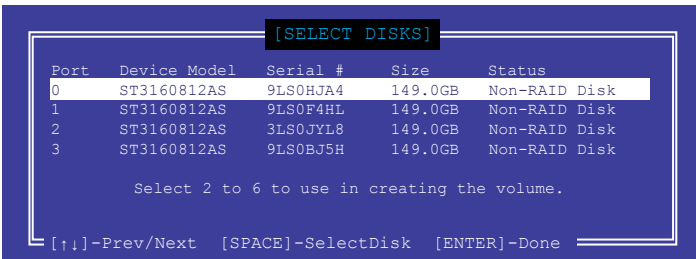 [SELECT DISKS]
Port Device Model Serial # Size Status
0 ST3160812AS 9LS0HJA4 149.0GB Non-RAID Disk
1 ST3160812AS 9LS0F4HL 149.0GB Non-RAID Disk
2 ST3160812AS 3LS0JYL8 149.0GB Non-RAID Disk
3 ST3160812AS 9LS0BJ5H 149.0GB Non-RAID Disk
Select 2 to 6 to use in creating the volume.
[↑↓]-Prev/Next [SPACE]-SelectDisk [ENTER]-Done